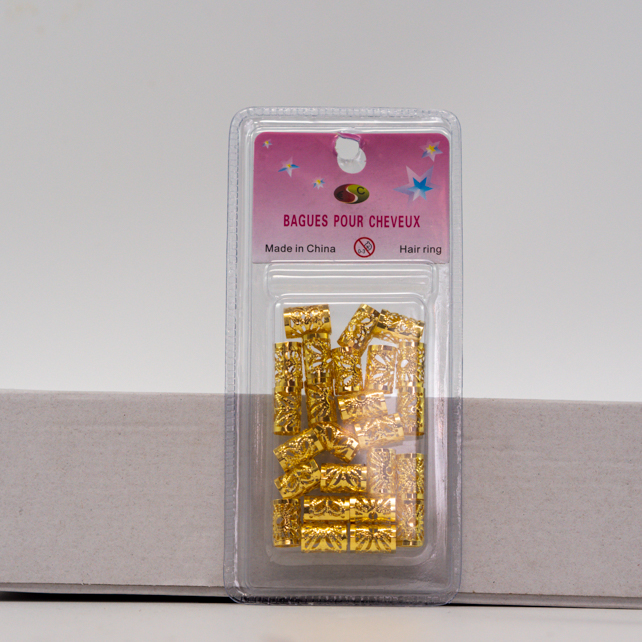 BAGUES POUR CHEVEUX
Made in China
Hair ring